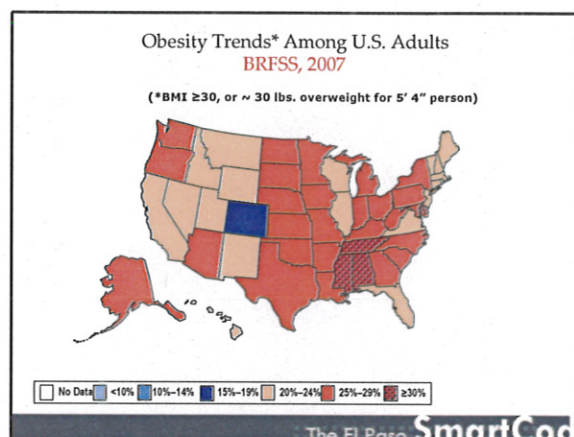 Obesity Trends* Among U.S. Adults
BRFSS, 2007
(*BMI ≥30, or ~ 30 lbs. overweight for 5' 4" person)
No Data <10% 10%–14% 15%–19% 20%–24% 25%–29% ≥30%
The El Paso SmartCod